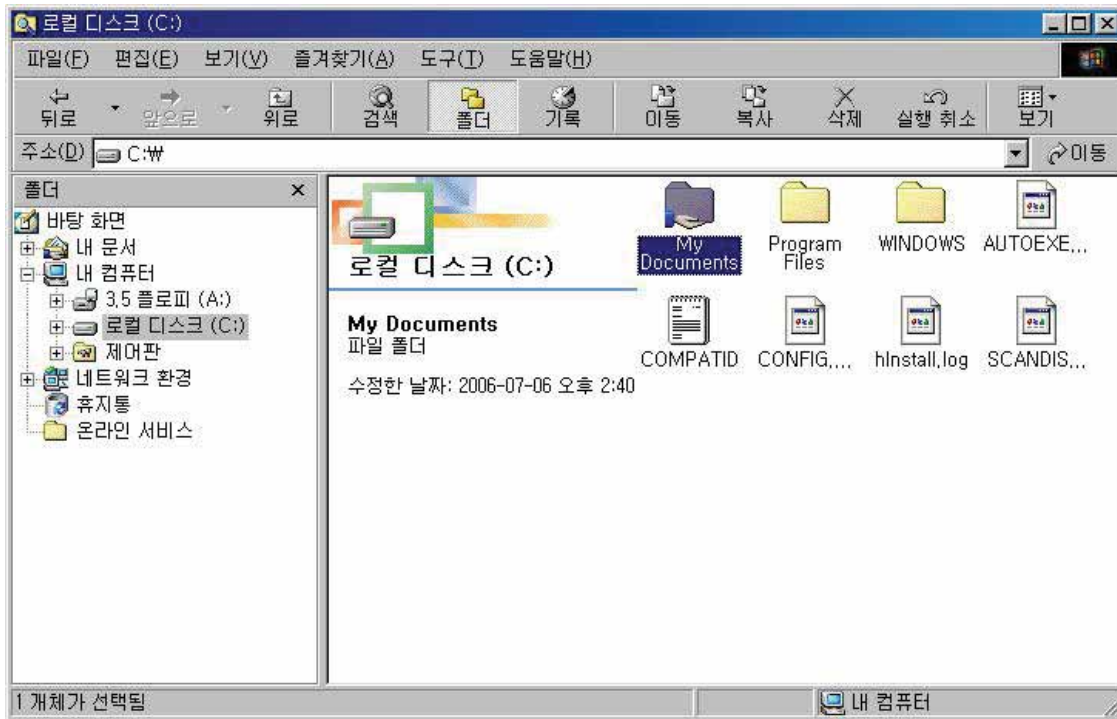 로컬 디스크 (C:)
파일(F) 편집(E) 보기(V) 즐겨찾기(A) 도구(T) 도움말(H)
뒤로 앞으로 위로 검색 폴더 기록 이동 복사 삭제 실행 취소 보기
주소(D) C:₩ 이동
폴더
바탕 화면
내 문서
내 컴퓨터
3.5 플로피 (A:)
로컬 디스크 (C:)
제어판
네트워크 환경
휴지통
온라인 서비스
로컬 디스크 (C:)
My Documents
파일 폴더
수정한 날짜: 2006-07-06 오후 2:40
My Documents
Program Files
WINDOWS
AUTOEXE...
COMPATID
CONFIG....
hInstall.log
SCANDIS...
1 개체가 선택됨
내 컴퓨터